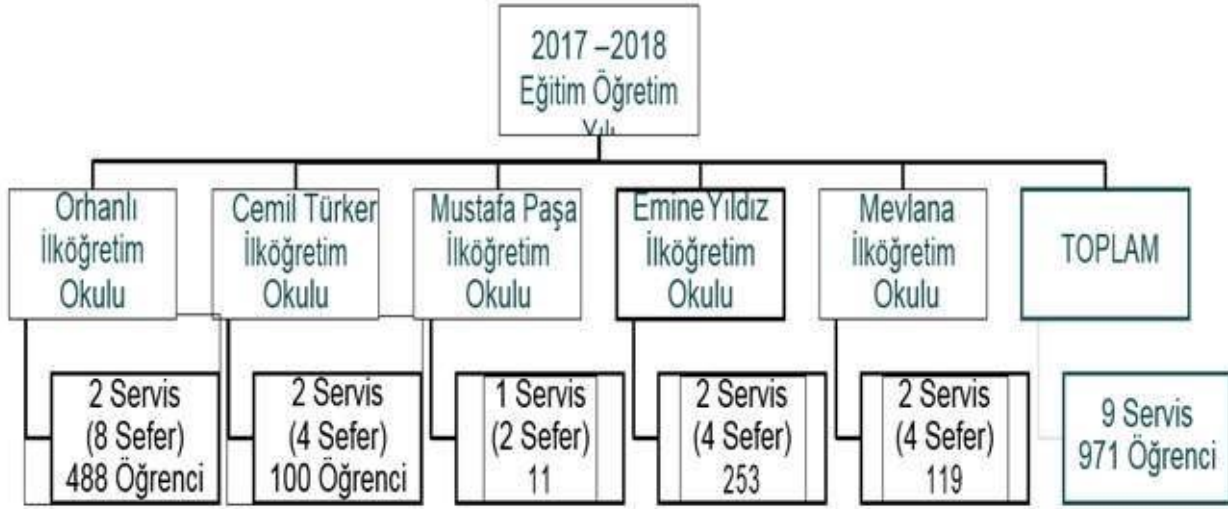 2017 –2018
Eğitim Öğretim
Yılı
Orhanlı
İlköğretim
Okulu
Cemil Türker
İlköğretim
Okulu
Mustafa Paşa
İlköğretim
Okulu
Emine Yıldız
İlköğretim
Okulu
Mevlana
İlköğretim
Okulu
TOPLAM
2 Servis
(8 Sefer)
488 Öğrenci
2 Servis
(4 Sefer)
100 Öğrenci
1 Servis
(2 Sefer)
11
2 Servis
(4 Sefer)
253
2 Servis
(4 Sefer)
119
9 Servis
971 Öğrenci